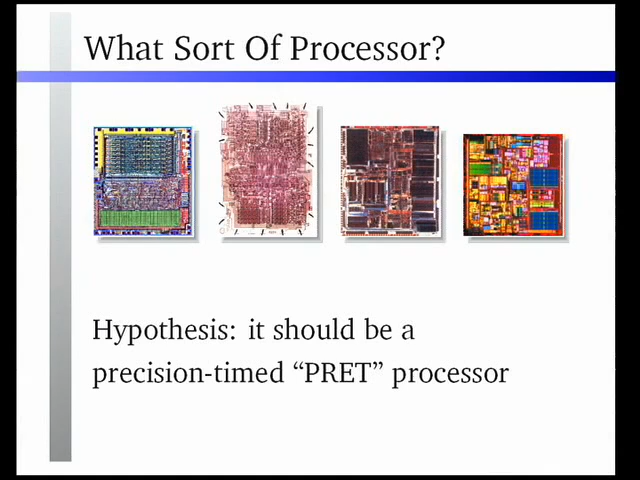 What Sort Of Processor?
Hypothesis: it should be a
precision-timed “PRET” processor